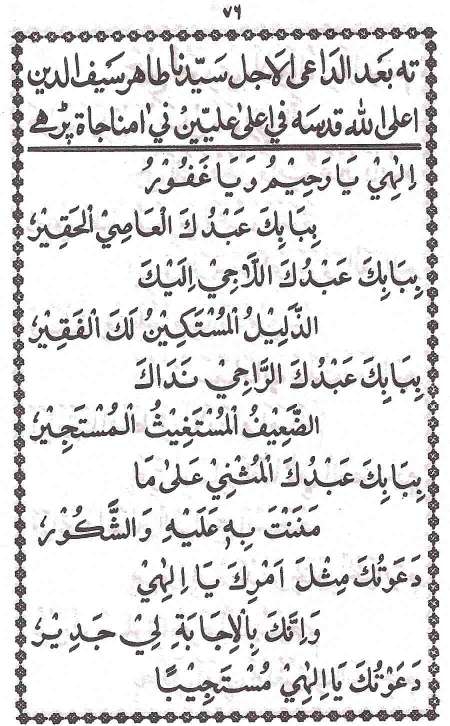 ٧٦
ته بعد الداعي الاجل سيدنا طاهر سيف الدين
اعلى الله قدسه في اعلى عليين ني امناجاة پڑهے
اِلٰهِيْ يَا رَحِيْمُ وَيَا غَفُوْرُ
بِبَابِكَ عَبْدُكَ الْعَاصِيْ الْحَقِيْرُ
بِبَابِكَ عَبْدُكَ اللَّاجِيْ اِلَيْكَ
الذَّلِيْلُ الْمُسْتَكِيْنُ لَكَ الْفَقِيْرُ
بِبَابِكَ عَبْدُكَ الرَّاجِيْ نَدَاكَ
الضَّعِيْفُ الْمُسْتَغِيْثُ الْمُسْتَجِيْرُ
بِبَابِكَ عَبْدُكَ الْمُثْنِيْ عَلٰى مَا
مَنَنْتَ بِهٖ عَلَيْهِ وَالشَّكُوْرُ
دَعَوْتُكَ مِثْلَ اَمْرِكَ يَا اِلٰهِيْ
وَاِنَّكَ بِالْاِجَابَةِ لِيْ جَدِيْرُ
دَعَوْتُكَ يَا اِلٰهِيْ مُسْتَجِيْبًا